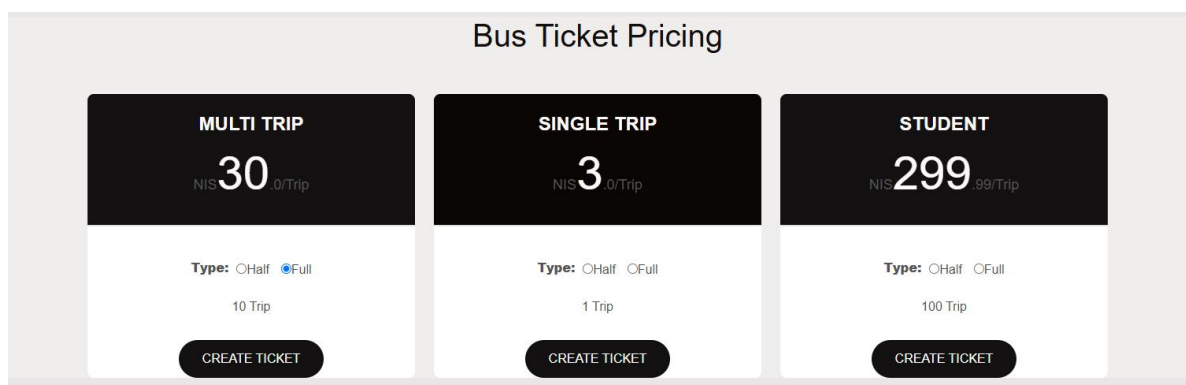 Bus Ticket Pricing
MULTI TRIP
NIS30.0/Trip
Type: Half Full
10 Trip
CREATE TICKET
SINGLE TRIP
NIS3.0/Trip
Type: Half Full
1 Trip
CREATE TICKET
STUDENT
NIS299.99/Trip
Type: Half Full
100 Trip
CREATE TICKET